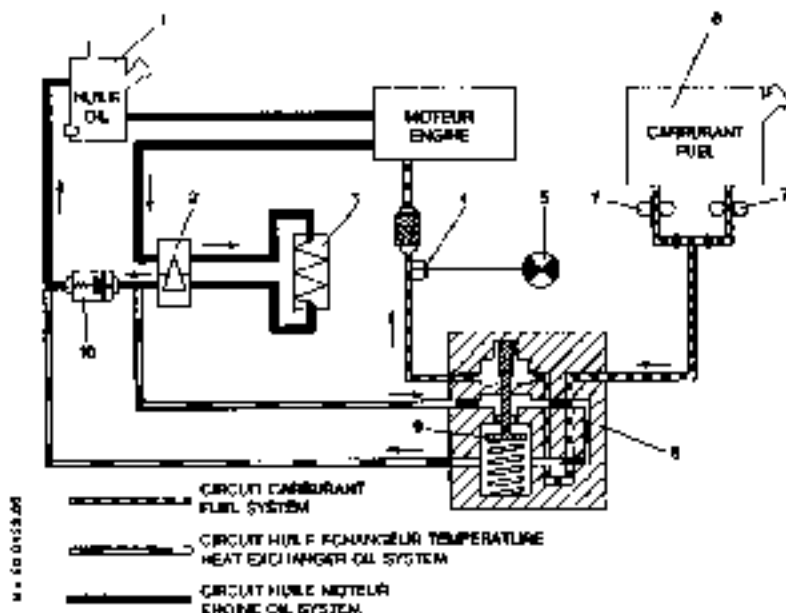 1
8
HUILE
OIL
MOTEUR
ENGINE
CARBURANT
FUEL
2
3
4
5
7
7
10
9
6
CIRCUIT CARBURANT
FUEL SYSTEM
CIRCUIT HUILE ECHANGEUR TEMPERATURE
HEAT EXCHANGER OIL SYSTEM
CIRCUIT HUILE MOTEUR
ENGINE OIL SYSTEM